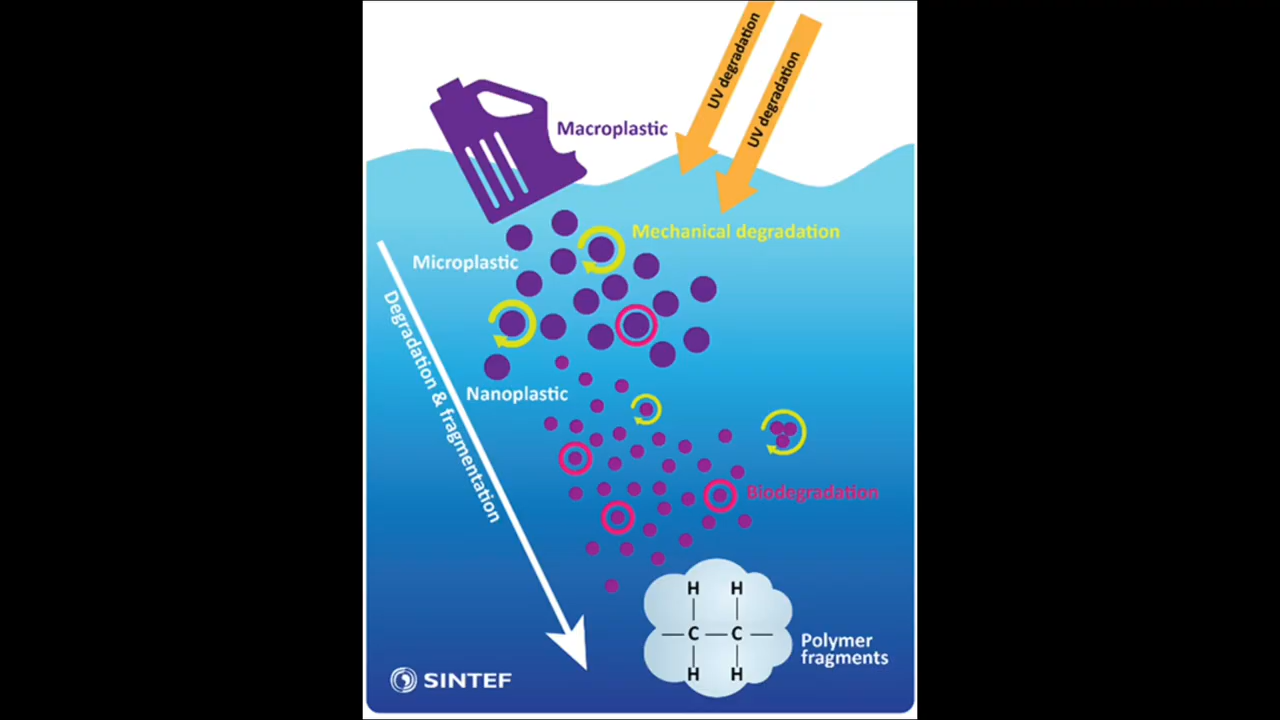 UV degradation
UV degradation
Macroplastic
Mechanical degradation
Microplastic
Degradation & fragmentation
Nanoplastic
Biodegradation
H H
C C
H H
Polymer
fragments
SINTEF